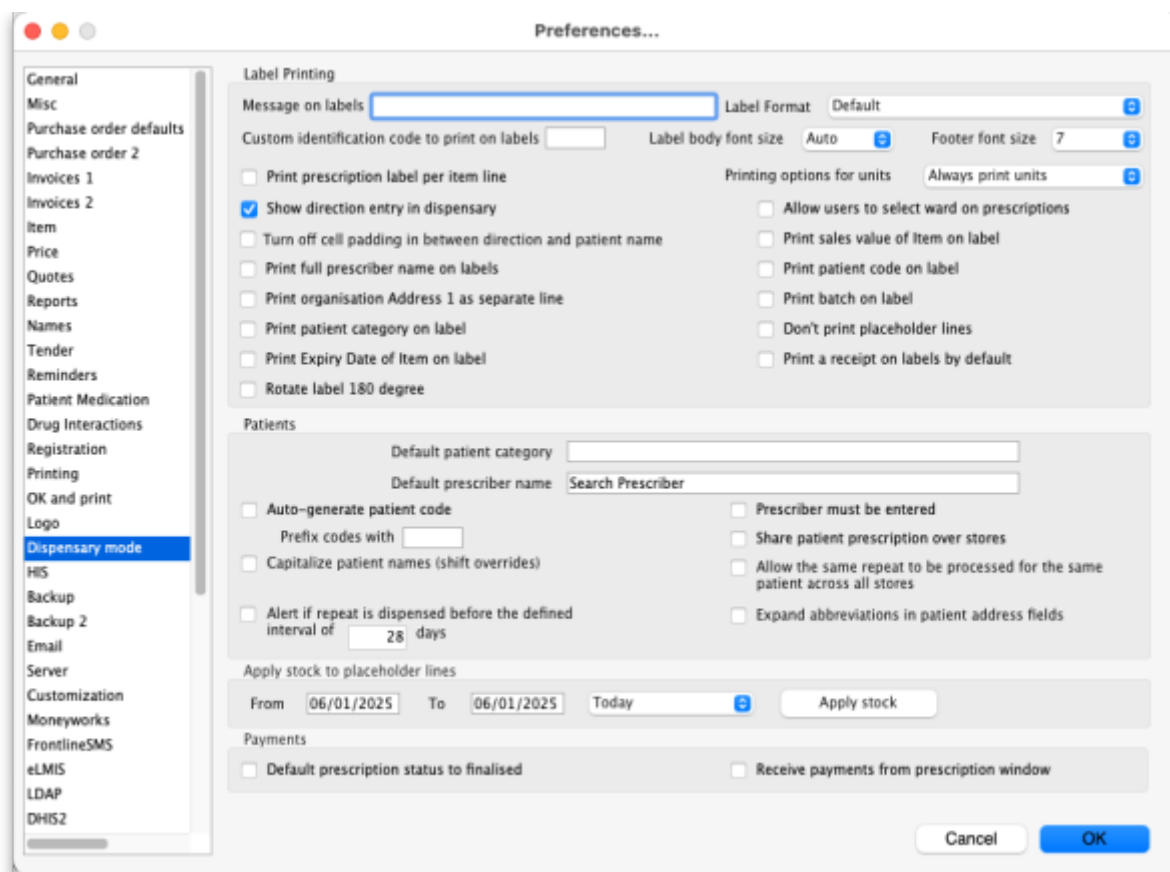 Preferences...
General
Misc
Purchase order defaults
Purchase order 2
Invoices 1
Invoices 2
Item
Price
Quotes
Reports
Names
Tender
Reminders
Patient Medication
Drug Interactions
Registration
Printing
OK and print
Logo
Dispensary mode
HIS
Backup
Backup 2
Email
Server
Customization
Moneyworks
FrontlineSMS
eLMIS
LDAP
DHIS2
Label Printing
Message on labels Label Format Default
Custom identification code to print on labels Label body font size Auto Footer font size 7
Print prescription label per item line Printing options for units Always print units
Show direction entry in dispensary Allow users to select ward on prescriptions
Turn off cell padding in between direction and patient name Print sales value of Item on label
Print full prescriber name on labels Print patient code on label
Print organisation Address 1 as separate line Print batch on label
Print patient category on label Don't print placeholder lines
Print Expiry Date of Item on label Print a receipt on labels by default
Rotate label 180 degree
Patients
Default patient category
Default prescriber name Search Prescriber
Auto-generate patient code Prescriber must be entered
Prefix codes with Share patient prescription over stores
Capitalize patient names (shift overrides) Allow the same repeat to be processed for the same
patient across all stores
Alert if repeat is dispensed before the defined Expand abbreviations in patient address fields
interval of 28 days
Apply stock to placeholder lines
From 06/01/2025 To 06/01/2025 Today Apply stock
Payments
Default prescription status to finalised Receive payments from prescription window
Cancel OK